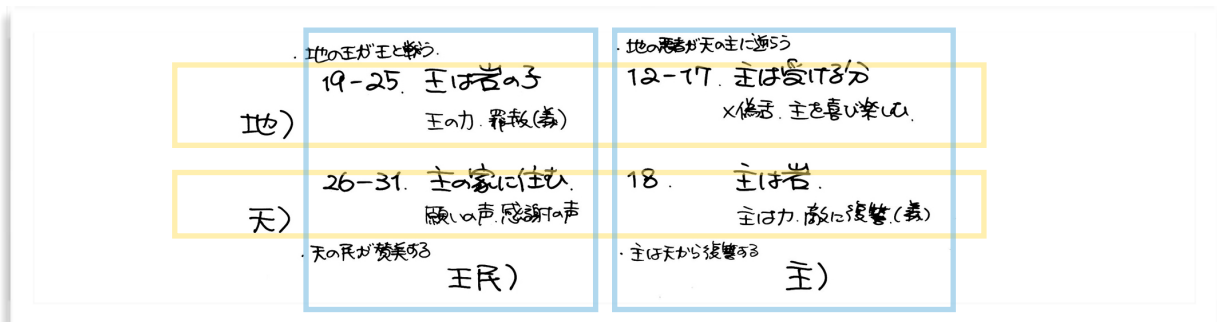 ・地の王が王と戦う.
・地の悪者が天の主に逆らう
19-25. 王は岩の子
12-17. 主は受ける分
地)
王の力. 罪赦(義)
×偽舌. 主を喜び楽しむ.
26-31. 主の家に住む.
18. 主は岩.
天)
願いの声. 感謝の声
主は力. 敵に復讐.(義)
・天の民が賛美する
・主は天から復讐する
王民)
主)